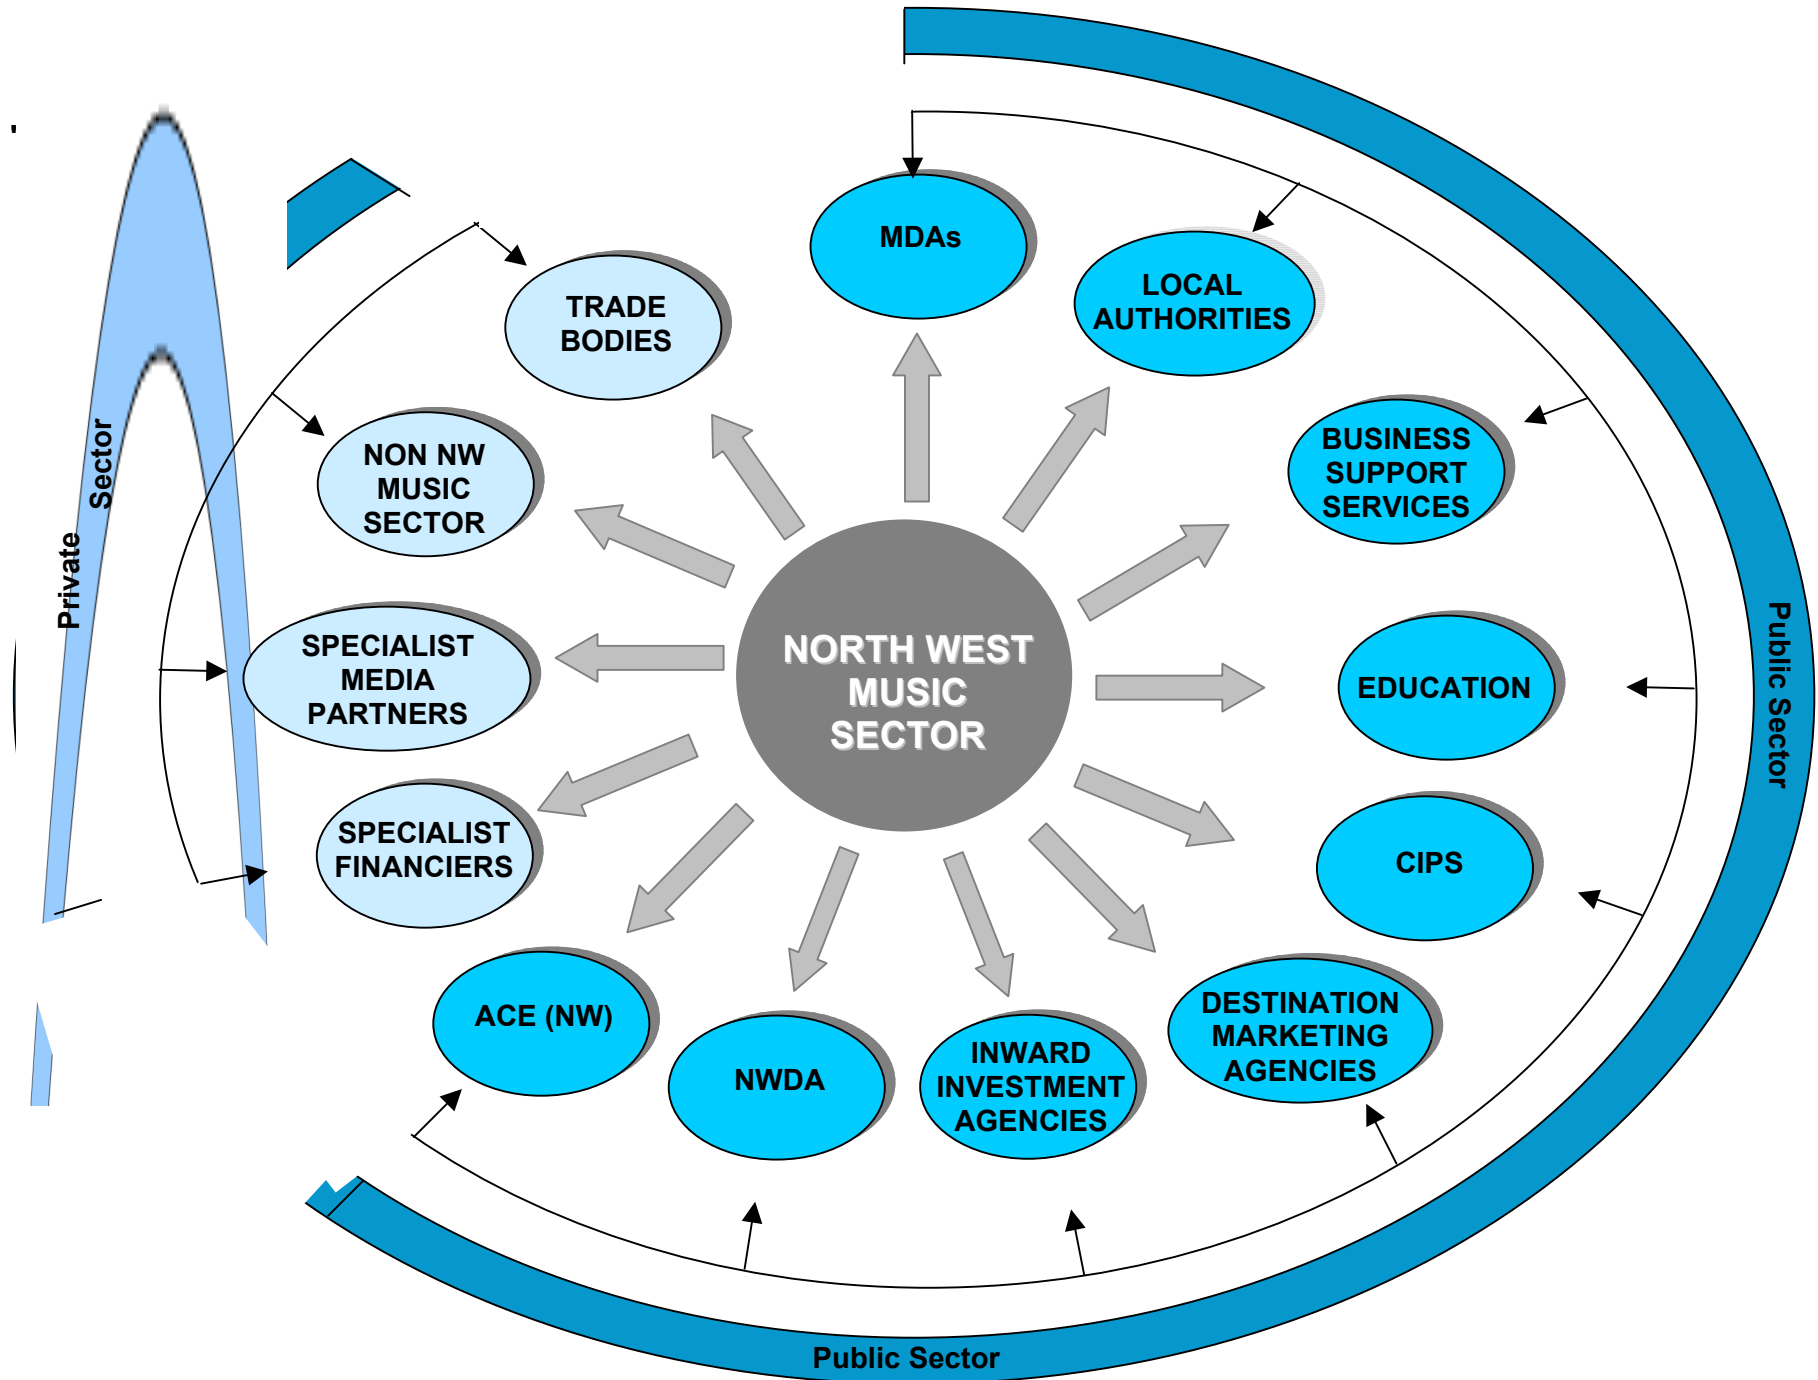 MDAs
LOCAL
AUTHORITIES
TRADE
BODIES
BUSINESS
SUPPORT
SERVICES
NON NW
MUSIC
SECTOR
Private
Sector
SPECIALIST
MEDIA
PARTNERS
NORTH WEST
MUSIC
SECTOR
EDUCATION
Public Sector
SPECIALIST
FINANCIERS
CIPS
ACE (NW)
NWDA
INWARD
INVESTMENT
AGENCIES
DESTINATION
MARKETING
AGENCIES
Public Sector